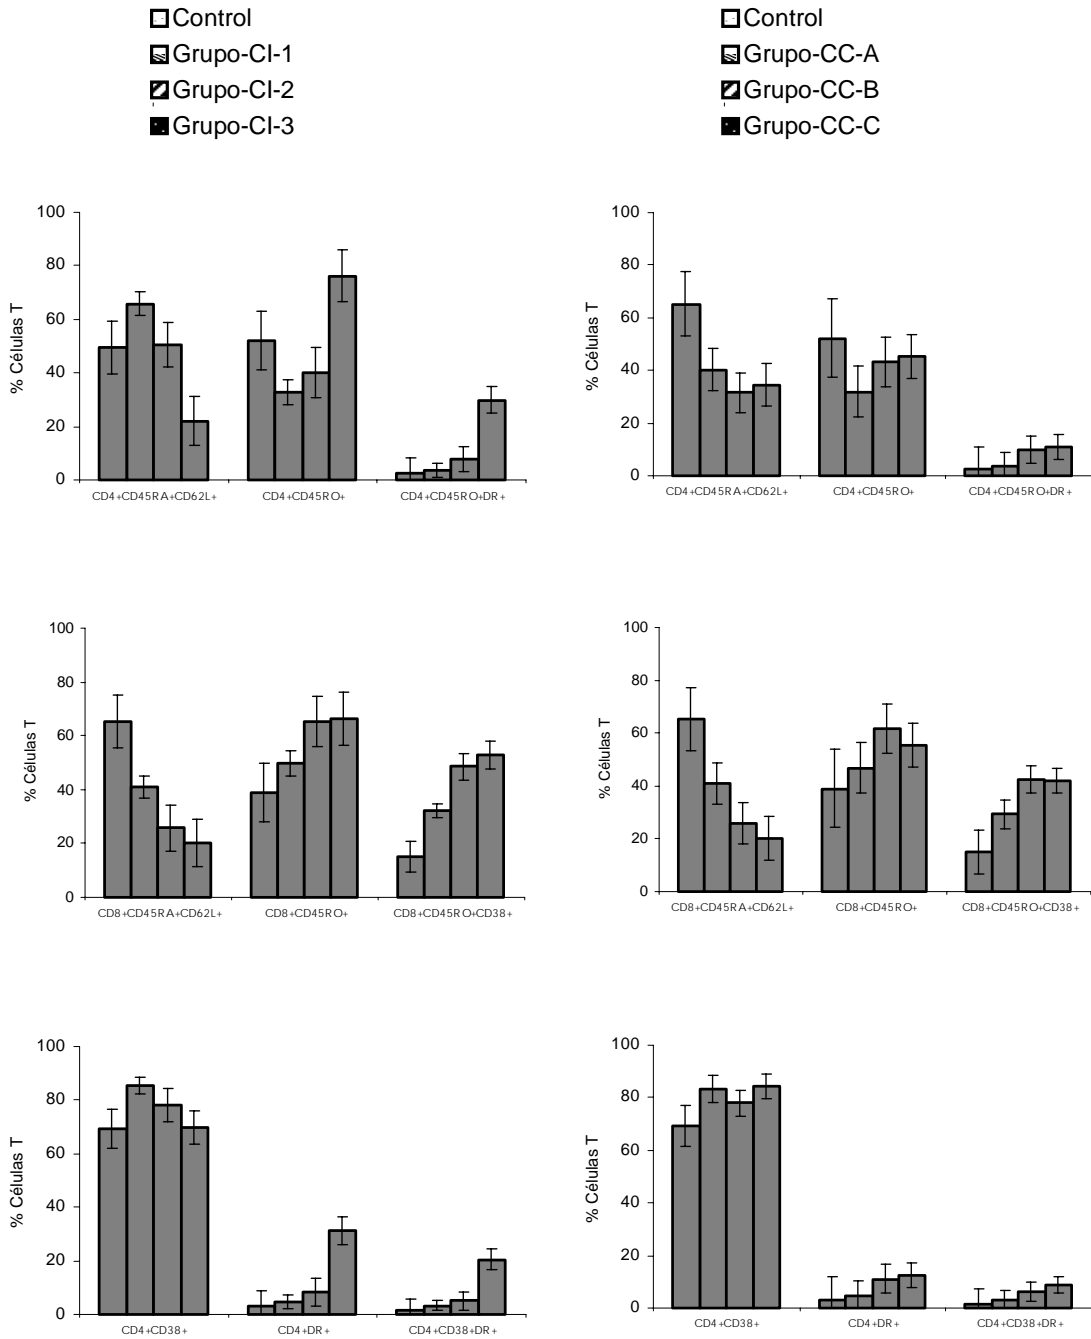 Control
Grupo-CI-1
Grupo-CI-2
Grupo-CI-3
Control
Grupo-CC-A
Grupo-CC-B
Grupo-CC-C
% Células T
100
80
60
40
20
0
CD4+CD45RA+CD62L+ CD4+CD45RO+ CD4+CD45RO+DR+
% Células T
100
80
60
40
20
0
CD4+CD45RA+CD62L+ CD4+CD45RO+ CD4+CD45RO+DR+
% Células T
100
80
60
40
20
0
CD8+CD45RA+CD62L+ CD8+CD45RO+ CD8+CD45RO+CD38+
% Células T
100
80
60
40
20
0
CD8+CD45RA+CD62L+ CD8+CD45RO+ CD8+CD45RO+CD38+
% Células T
100
80
60
40
20
0
CD4+CD38+ CD4+DR+ CD4+CD38+DR+
% Células T
100
80
60
40
20
0
CD4+CD38+ CD4+DR+ CD4+CD38+DR+